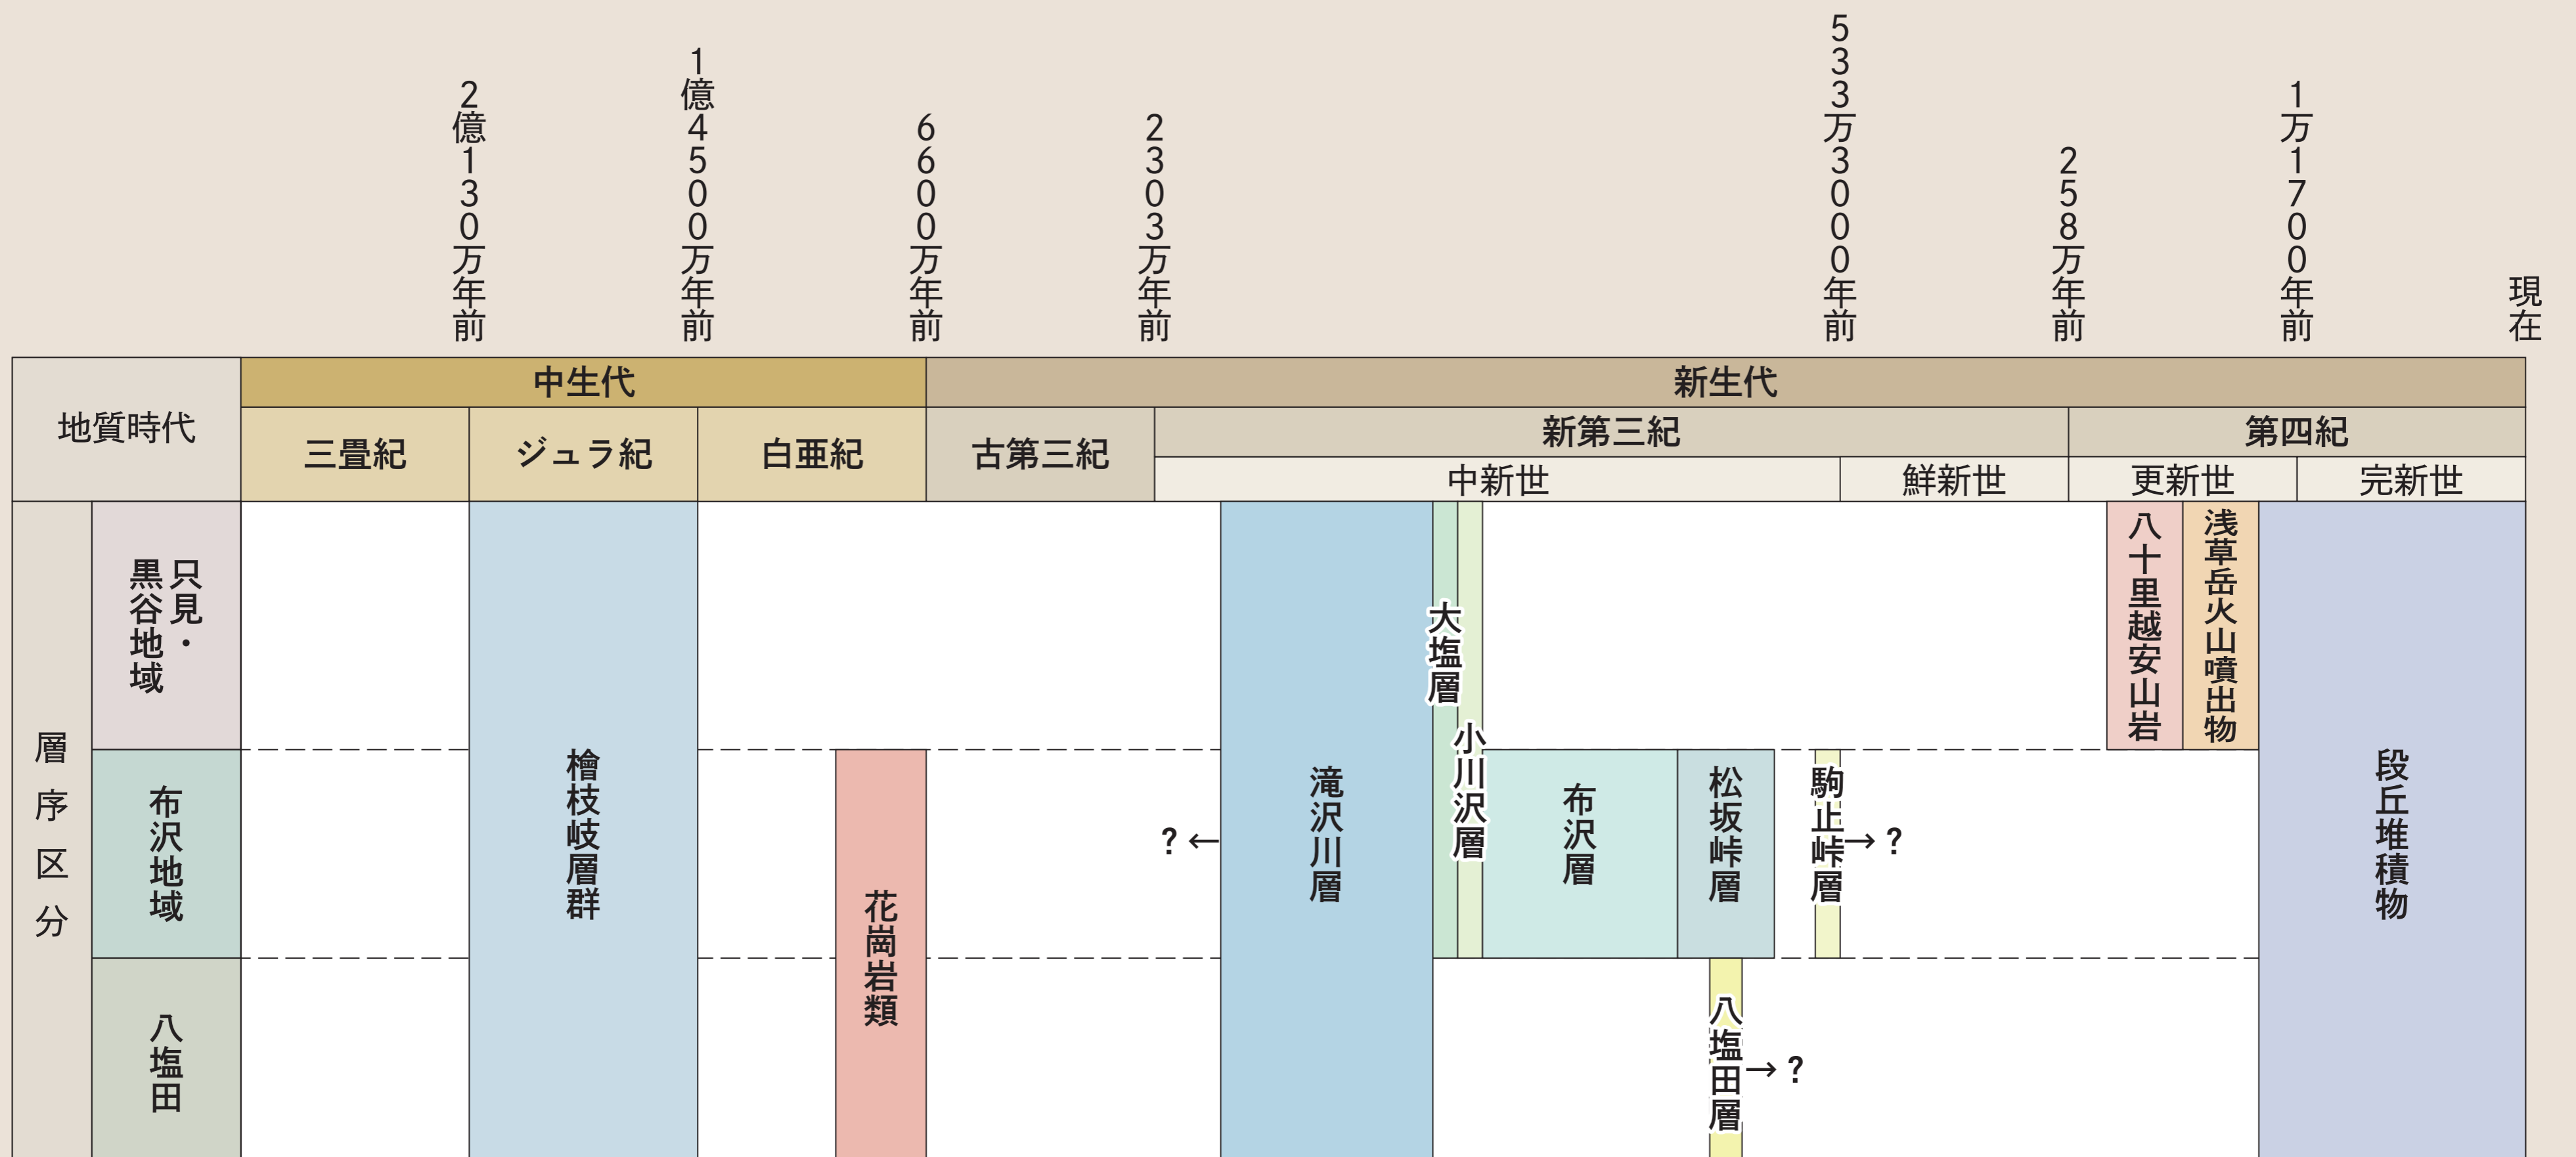 2億130万年前
1億4500万年前
6600万年前
2303万年前
533万3000年前
258万年前
1万1700年前
現在
地質時代
中生代
新生代
三畳紀
ジュラ紀
白亜紀
古第三紀
新第三紀
第四紀
中新世
鮮新世
更新世
完新世
層序区分
只見・
黒谷地域
布沢地域
八塩田
檜枝岐層群
花崗岩類
?←
滝沢川層
大塩層
小川沢層
布沢層
松坂峠層
駒止峠層
→?
八塩田層
→?
八十里越安山岩
浅草岳火山噴出物
段丘堆積物